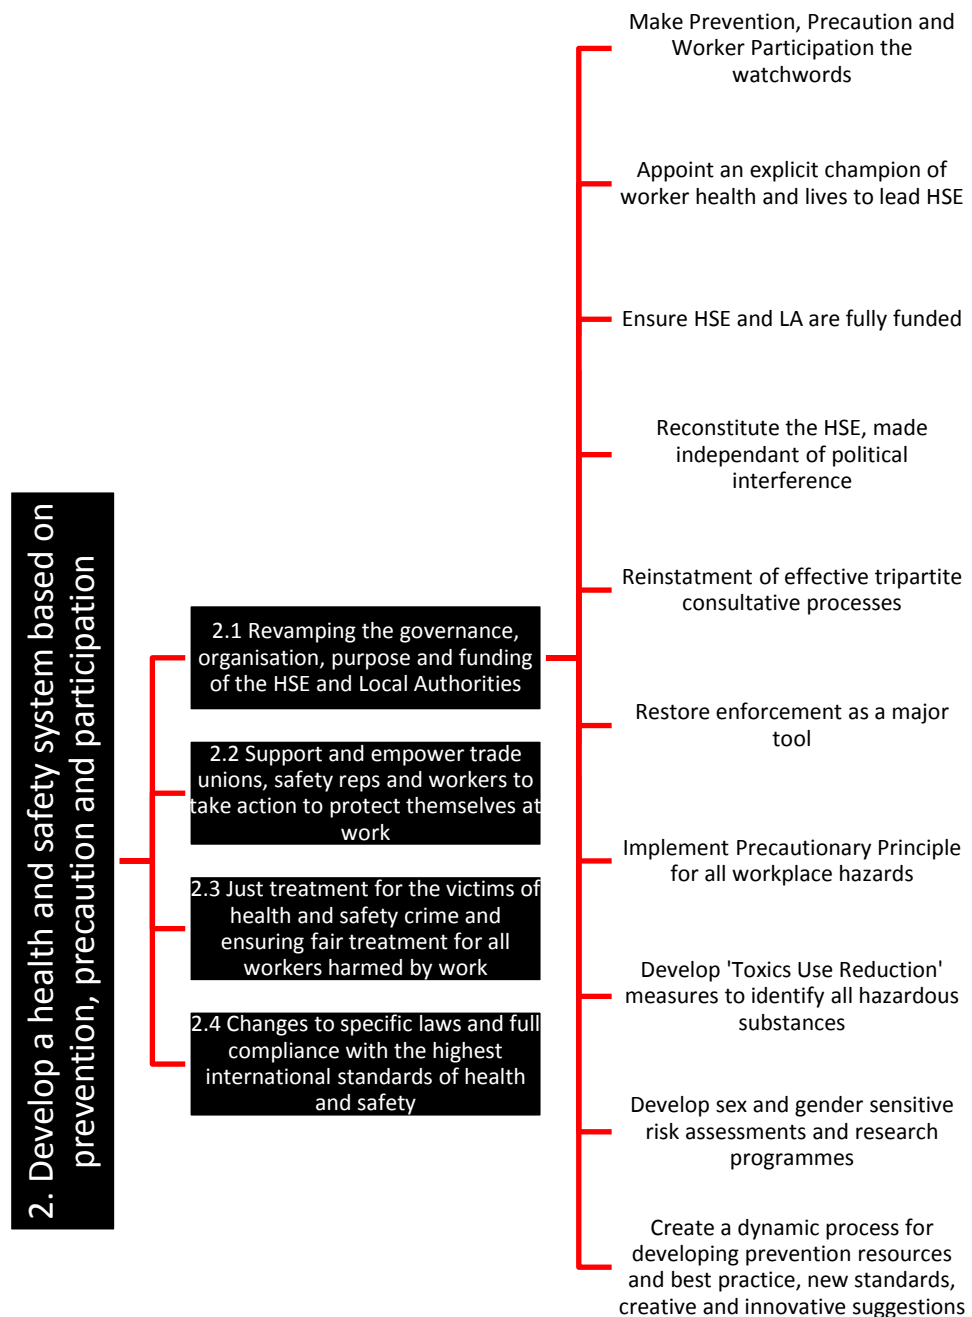 2. Develop a health and safety system based on
prevention, precaution and participation
2.1 Revamping the governance,
organisation, purpose and funding
of the HSE and Local Authorities
2.2 Support and empower trade
unions, safety reps and workers to
take action to protect themselves at
work
2.3 Just treatment for the victims of
health and safety crime and
ensuring fair treatment for all
workers harmed by work
2.4 Changes to specific laws and full
compliance with the highest
international standards of health
and safety
Make Prevention, Precaution and
Worker Participation the
watchwords
Appoint an explicit champion of
worker health and lives to lead HSE
Ensure HSE and LA are fully funded
Reconstitute the HSE, made
independant of political
interference
Reinstatment of effective tripartite
consultative processes
Restore enforcement as a major
tool
Implement Precautionary Principle
for all workplace hazards
Develop 'Toxics Use Reduction'
measures to identify all hazardous
substances
Develop sex and gender sensitive
risk assessments and research
programmes
Create a dynamic process for
developing prevention resources
and best practice, new standards,
creative and innovative suggestions